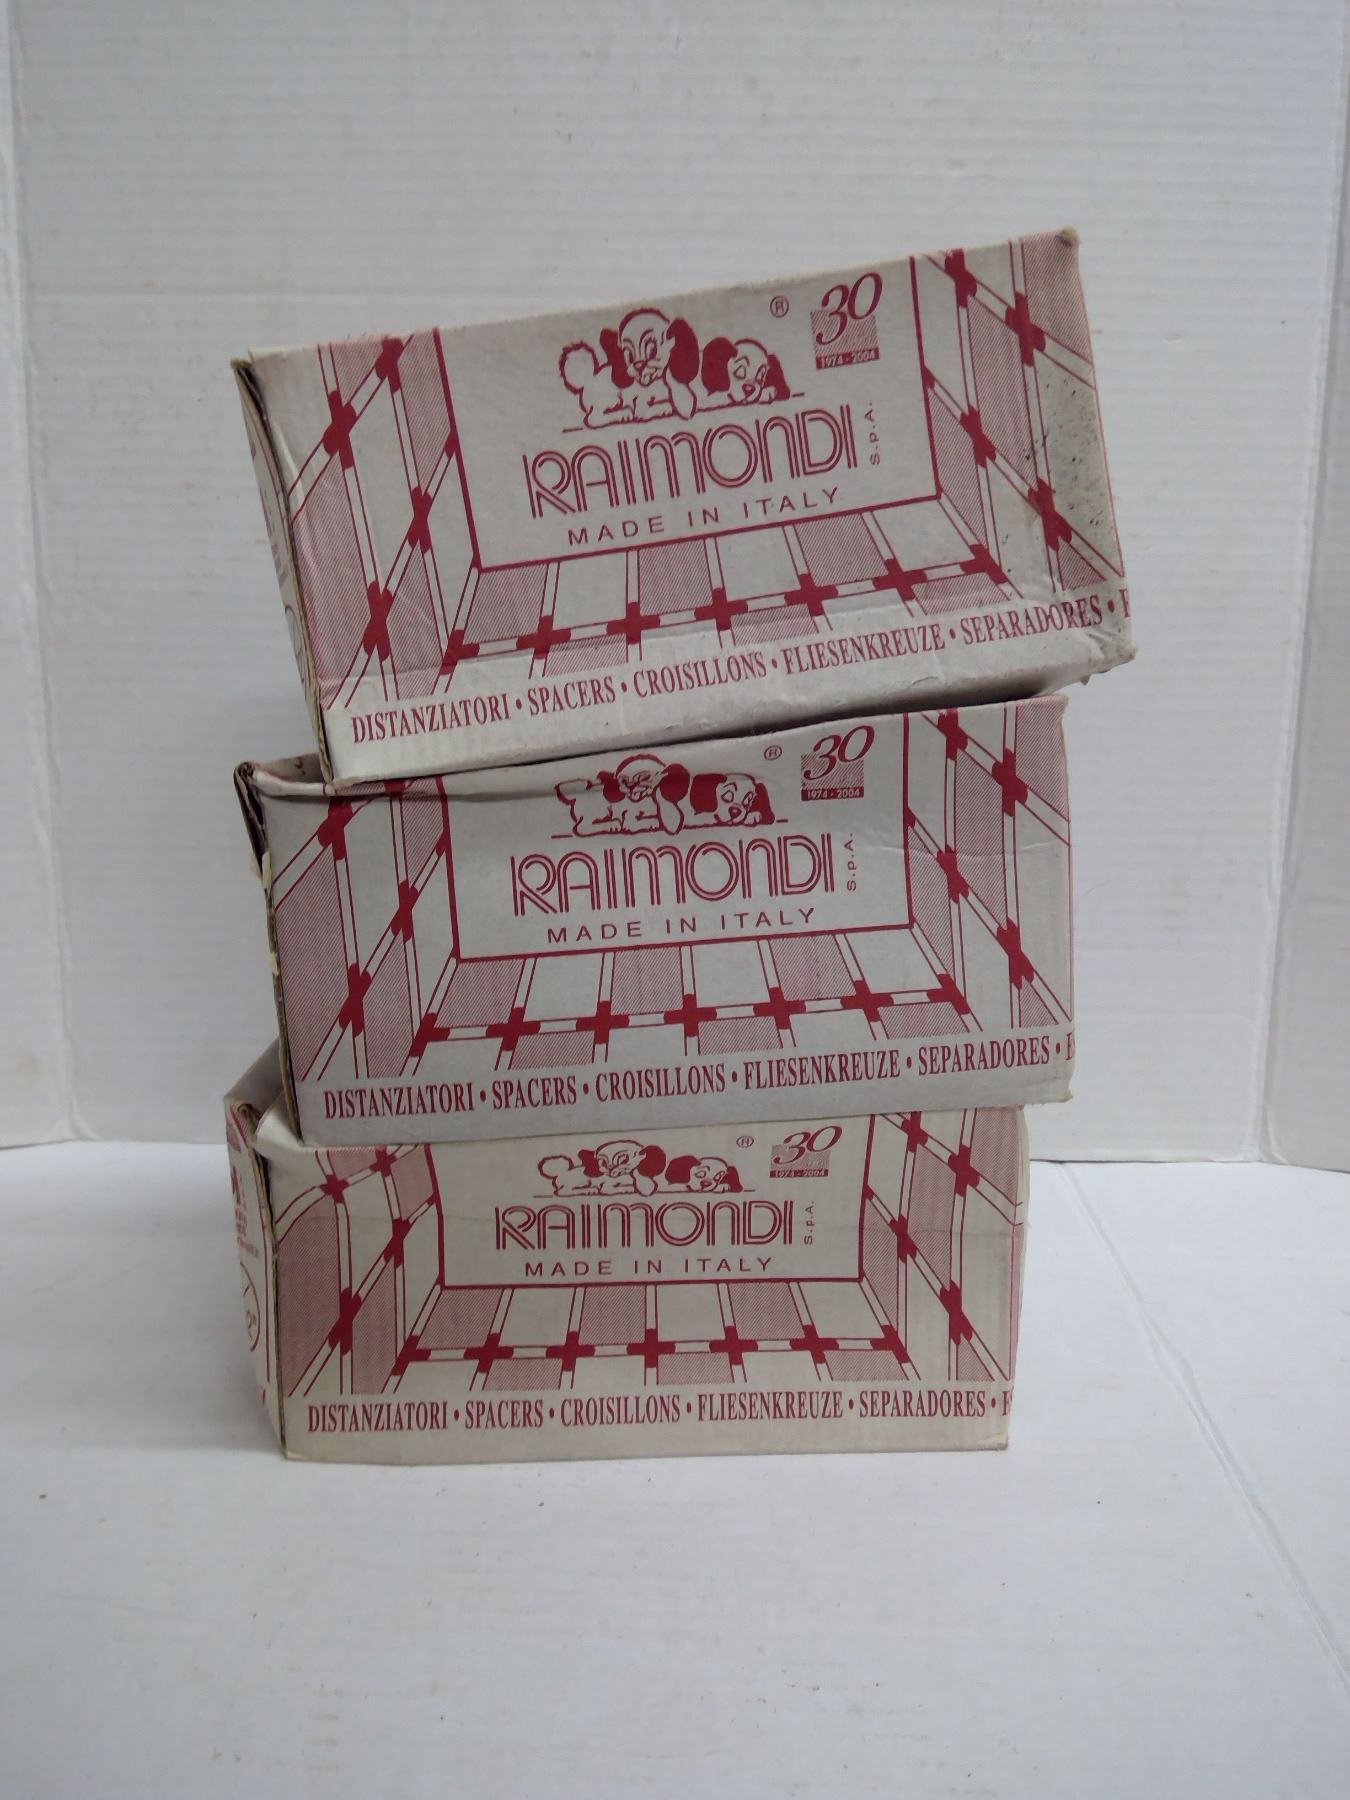 ® 30
1974 - 2004
RAIMONDI S.p.A.
MADE IN ITALY
DISTANZIATORI • SPACERS • CROISILLONS • FLIESENKREUZE • SEPARADORES •
® 30
1974 - 2004
RAIMONDI S.p.A.
MADE IN ITALY
DISTANZIATORI • SPACERS • CROISILLONS • FLIESENKREUZE • SEPARADORES •
® 30
1974 - 2004
RAIMONDI S.p.A.
MADE IN ITALY
DISTANZIATORI • SPACERS • CROISILLONS • FLIESENKREUZE • SEPARADORES •